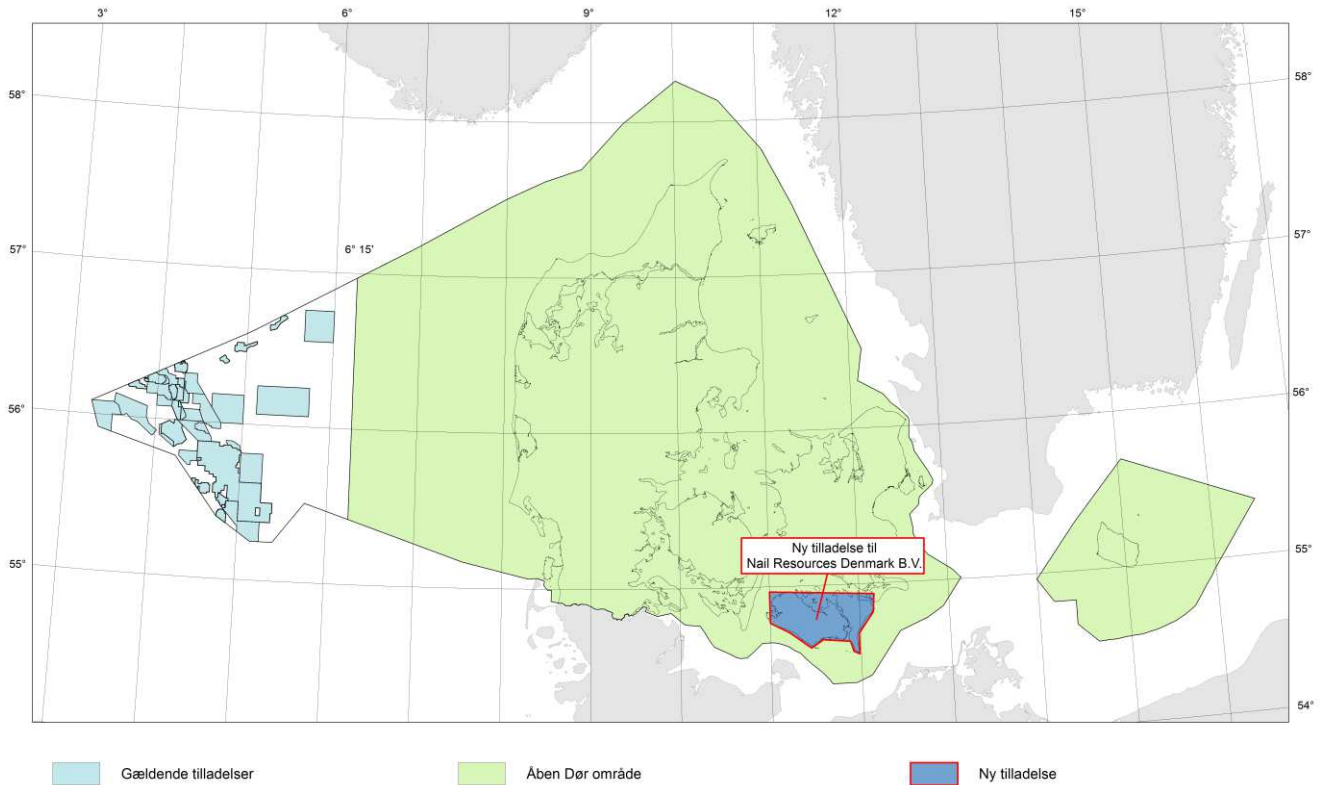 3° 6° 9° 12° 15°
58° 58°
57° 57°
6° 15'
56° 56°
55° 55°
Ny tilladelse til
Nail Resources Denmark B.V.
54°
Gældende tilladelser Åben Dør område Ny tilladelse